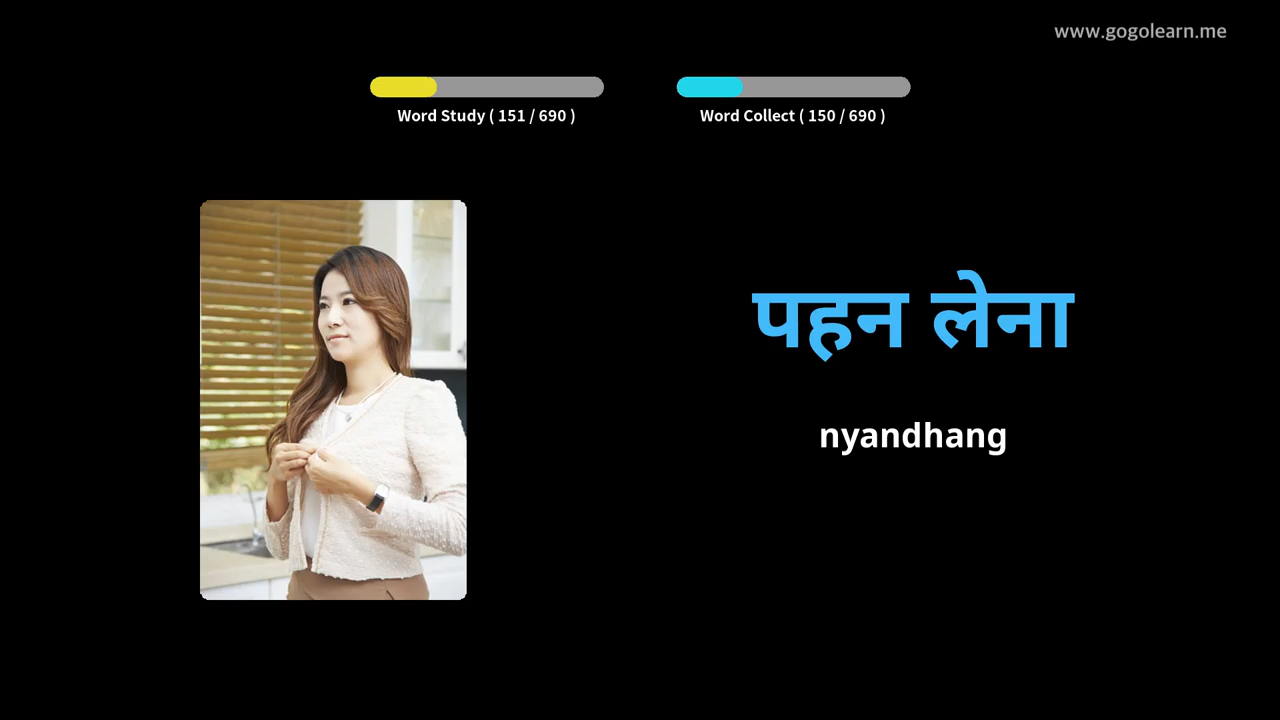 www.gogolearn.me
Word Study ( 151 / 690 )
Word Collect ( 150 / 690 )
पहन लेना
nyandhang